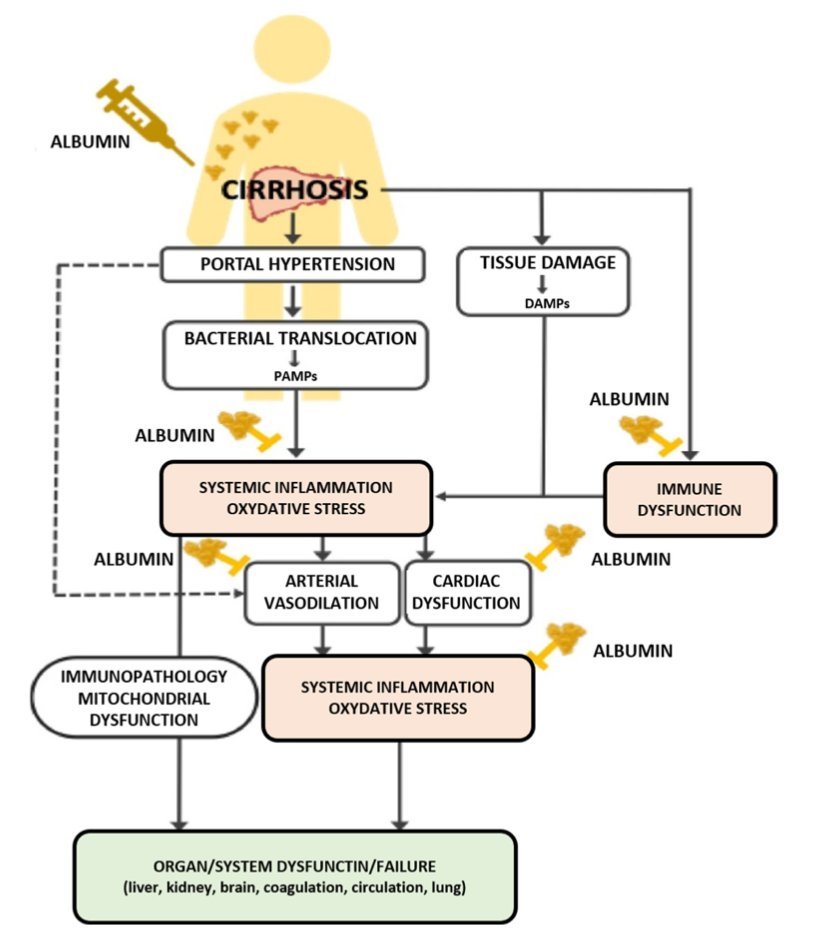 ALBUMIN
CIRRHOSIS
PORTAL HYPERTENSION
TISSUE DAMAGE
DAMPs
BACTERIAL TRANSLOCATION
PAMPs
ALBUMIN
ALBUMIN
SYSTEMIC INFLAMMATION
OXYDATIVE STRESS
IMMUNE
DYSFUNCTION
ALBUMIN
ALBUMIN
ARTERIAL
VASODILATION
CARDIAC
DYSFUNCTION
ALBUMIN
IMMUNOPATHOLOGY
MITOCHONDRIAL
DYSFUNCTION
SYSTEMIC INFLAMMATION
OXYDATIVE STRESS
ORGAN/SYSTEM DYSFUNCTIN/FAILURE
(liver, kidney, brain, coagulation, circulation, lung)